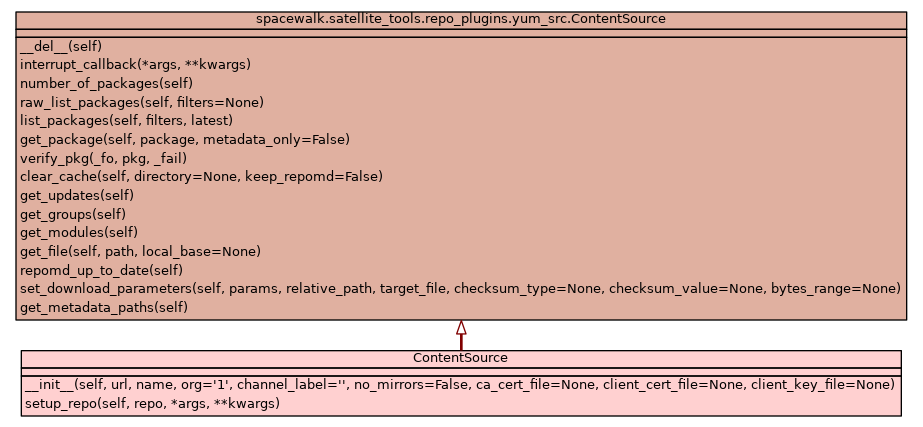 spacewalk.satellite_tools.repo_plugins.yum_src.ContentSource
__del__(self)
interrupt_callback(*args, **kwargs)
number_of_packages(self)
raw_list_packages(self, filters=None)
list_packages(self, filters, latest)
get_package(self, package, metadata_only=False)
verify_pkg(_fo, pkg, _fail)
clear_cache(self, directory=None, keep_repomd=False)
get_updates(self)
get_groups(self)
get_modules(self)
get_file(self, path, local_base=None)
repomd_up_to_date(self)
set_download_parameters(self, params, relative_path, target_file, checksum_type=None, checksum_value=None, bytes_range=None)
get_metadata_paths(self)
ContentSource
__init__(self, url, name, org='1', channel_label='', no_mirrors=False, ca_cert_file=None, client_cert_file=None, client_key_file=None)
setup_repo(self, repo, *args, **kwargs)